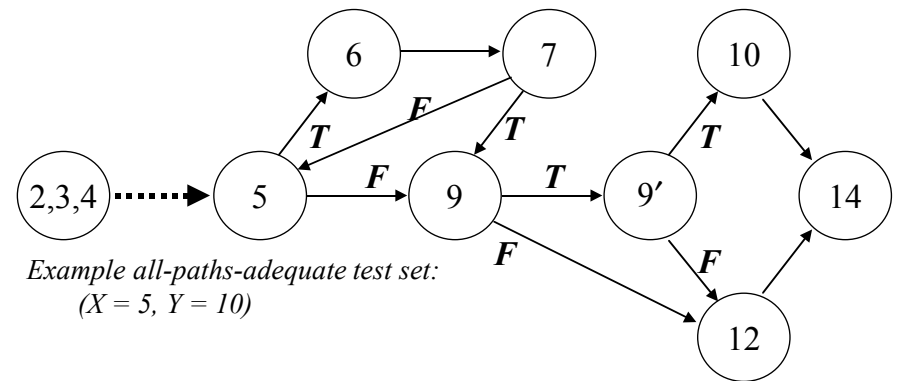 6
7
10
F
T
T
T
2,3,4
5
F
9
T
9′
14
F
F
Example all-paths-adequate test set:
(X = 5, Y = 10)
12